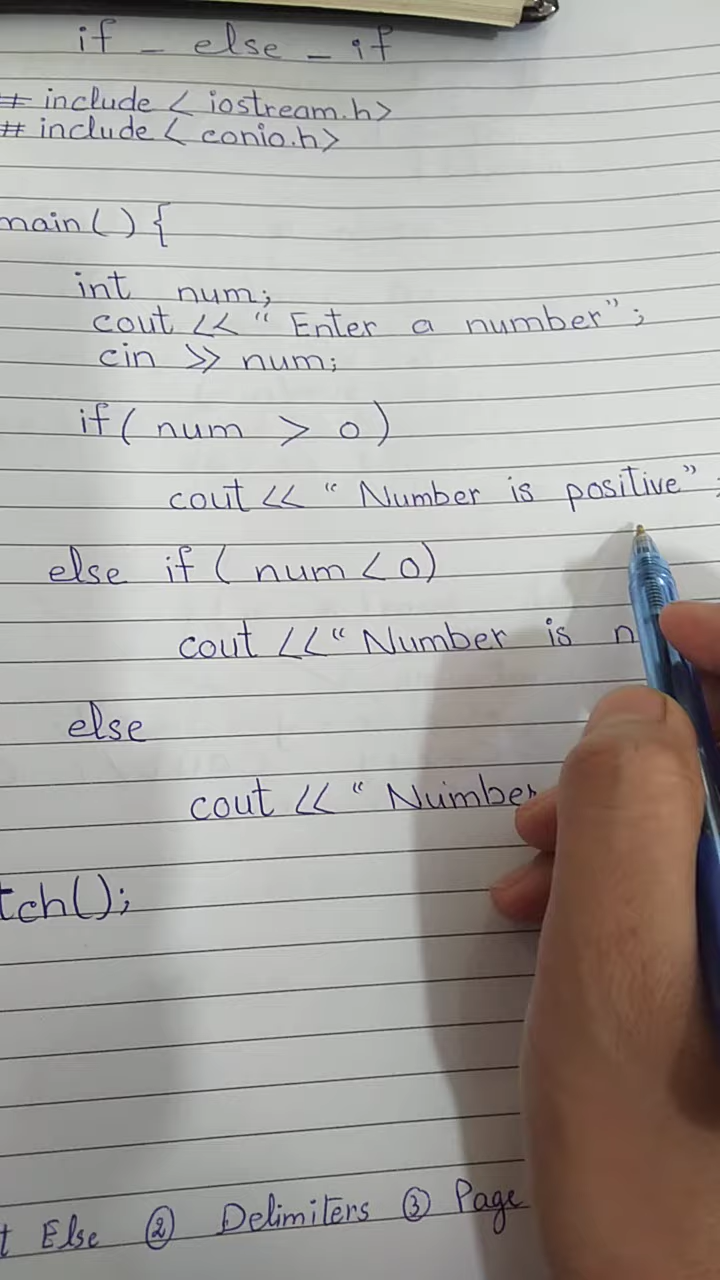 if - else - if
# include < iostream.h>
# include < conio.h>
main() {
int num;
cout << " Enter a number";
cin >> num;
if( num > 0)
cout << " Number is positive" ;
else if ( num < 0)
cout <<" Number is n
else
cout << " Number
tch();
t Else ② Delimiters ③ Page